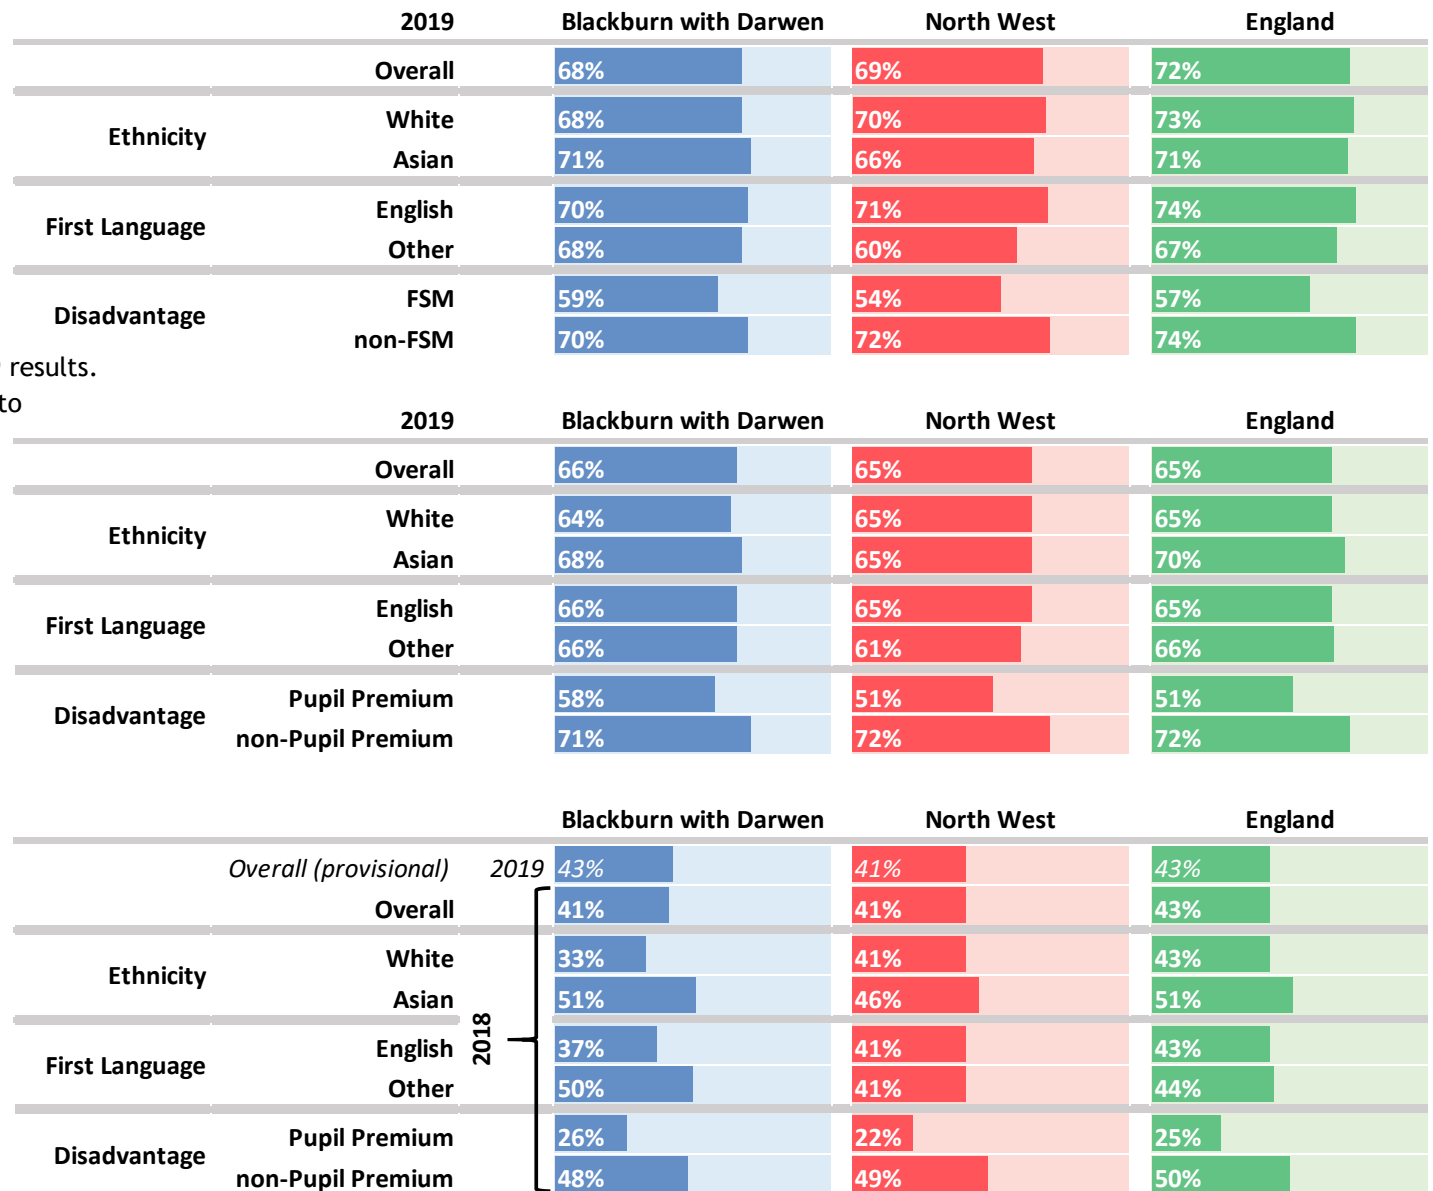 2019 Blackburn with Darwen North West England
Overall 68% 69% 72%
Ethnicity
White 68% 70% 73%
Asian 71% 66% 71%
First Language
English 70% 71% 74%
Other 68% 60% 67%
Disadvantage
FSM 59% 54% 57%
non-FSM 70% 72% 74%
results.
to
2019 Blackburn with Darwen North West England
Overall 66% 65% 65%
Ethnicity
White 64% 65% 65%
Asian 68% 65% 70%
First Language
English 66% 65% 65%
Other 66% 61% 66%
Disadvantage
Pupil Premium 58% 51% 51%
non-Pupil Premium 71% 72% 72%
Blackburn with Darwen North West England
Overall (provisional) 2019 43% 41% 43%
Overall 41% 41% 43%
2018
Ethnicity
White 33% 41% 43%
Asian 51% 46% 51%
First Language
English 37% 41% 43%
Other 50% 41% 44%
Disadvantage
Pupil Premium 26% 22% 25%
non-Pupil Premium 48% 49% 50%